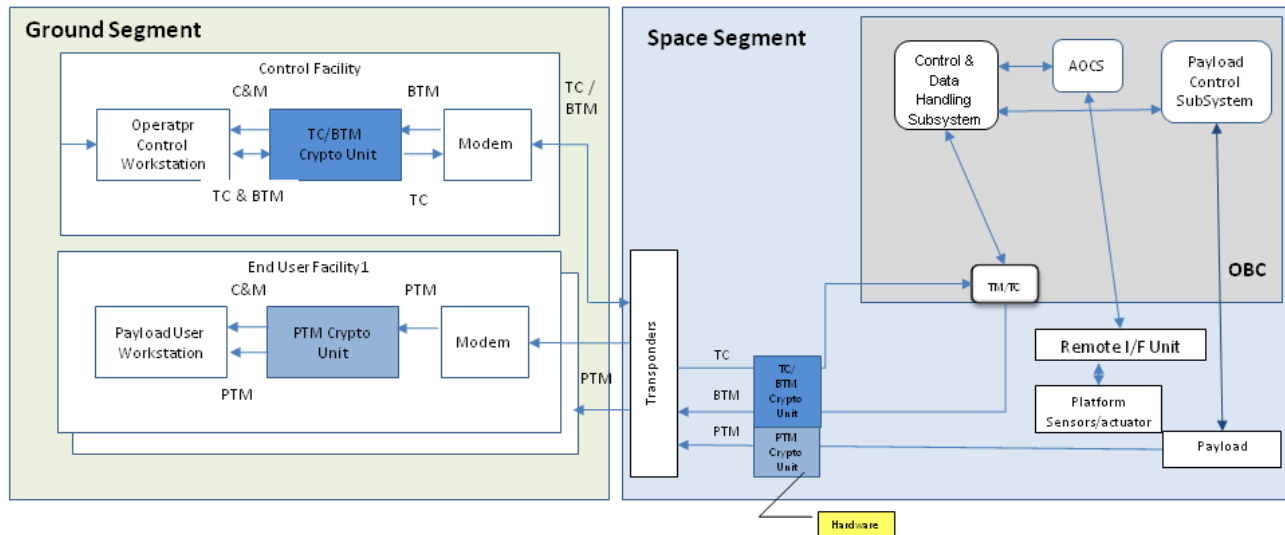 Ground Segment
Control Facility
C&M
BTM
Operatpr
Control
Workstation
TC/BTM
Crypto Unit
Modem
TC & BTM
TC
TC /
BTM
End User Facility1
C&M
PTM
Payload User
Workstation
PTM Crypto
Unit
Modem
PTM
PTM
Space Segment
Control &
Data
Handling
Subsystem
AOCS
Payload
Control
SubSystem
TM/TC
OBC
Transponders
TC
BTM
PTM
TC/
BTM
Crypto
Unit
PTM
Crypto
Unit
Remote I/F Unit
Platform
Sensors/actuator
Payload
Hardware